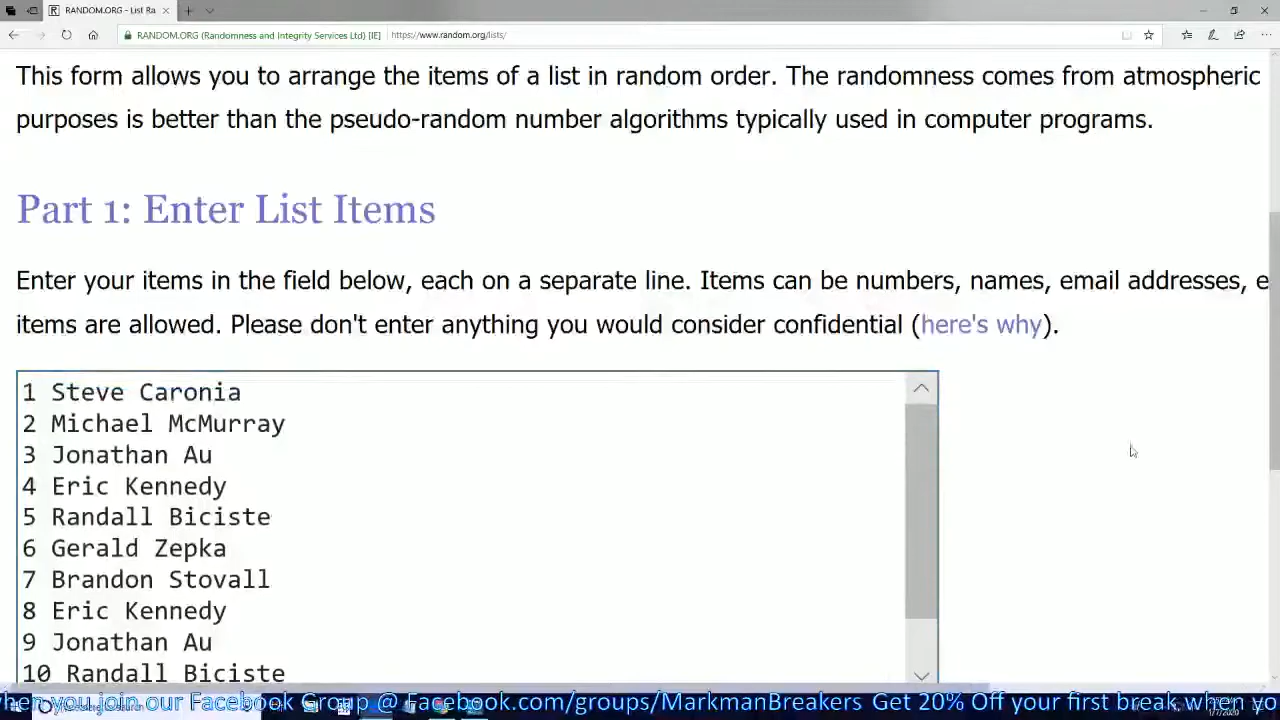 RANDOM.ORG - List Ra
RANDOM.ORG (Randomness and Integrity Services Ltd) [IE]
https://www.random.org/lists/
This form allows you to arrange the items of a list in random order. The randomness comes from atmospheric
purposes is better than the pseudo-random number algorithms typically used in computer programs.
Part 1: Enter List Items
Enter your items in the field below, each on a separate line. Items can be numbers, names, email addresses, e
items are allowed. Please don't enter anything you would consider confidential (here's why).
1 Steve Caronia
2 Michael McMurray
3 Jonathan Au
4 Eric Kennedy
5 Randall Biciste
6 Gerald Zepka
7 Brandon Stovall
8 Eric Kennedy
9 Jonathan Au
10 Randall Biciste
when you join our Facebook Group @ Facebook.com/groups/MarkmanBreakers Get 20% Off your first break when yo
1/1/2020